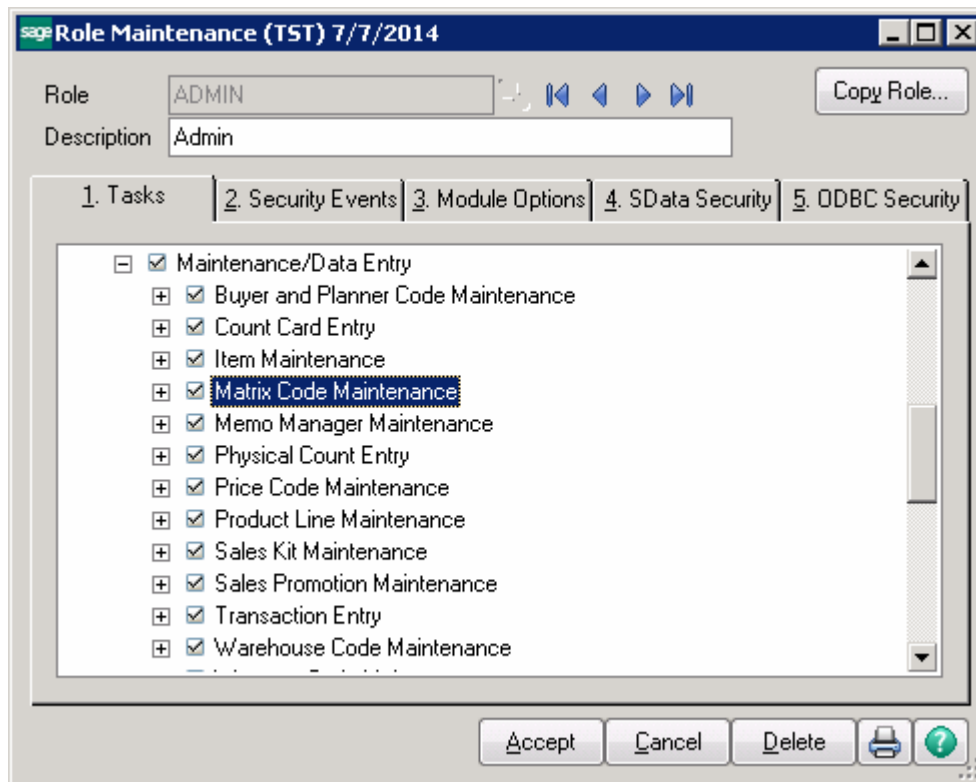 sage Role Maintenance (TST) 7/7/2014
Role ADMIN Copy Role...
Description Admin
1. Tasks 2. Security Events 3. Module Options 4. SData Security 5. ODBC Security
Maintenance/Data Entry
Buyer and Planner Code Maintenance
Count Card Entry
Item Maintenance
Matrix Code Maintenance
Memo Manager Maintenance
Physical Count Entry
Price Code Maintenance
Product Line Maintenance
Sales Kit Maintenance
Sales Promotion Maintenance
Transaction Entry
Warehouse Code Maintenance
Accept Cancel Delete ?